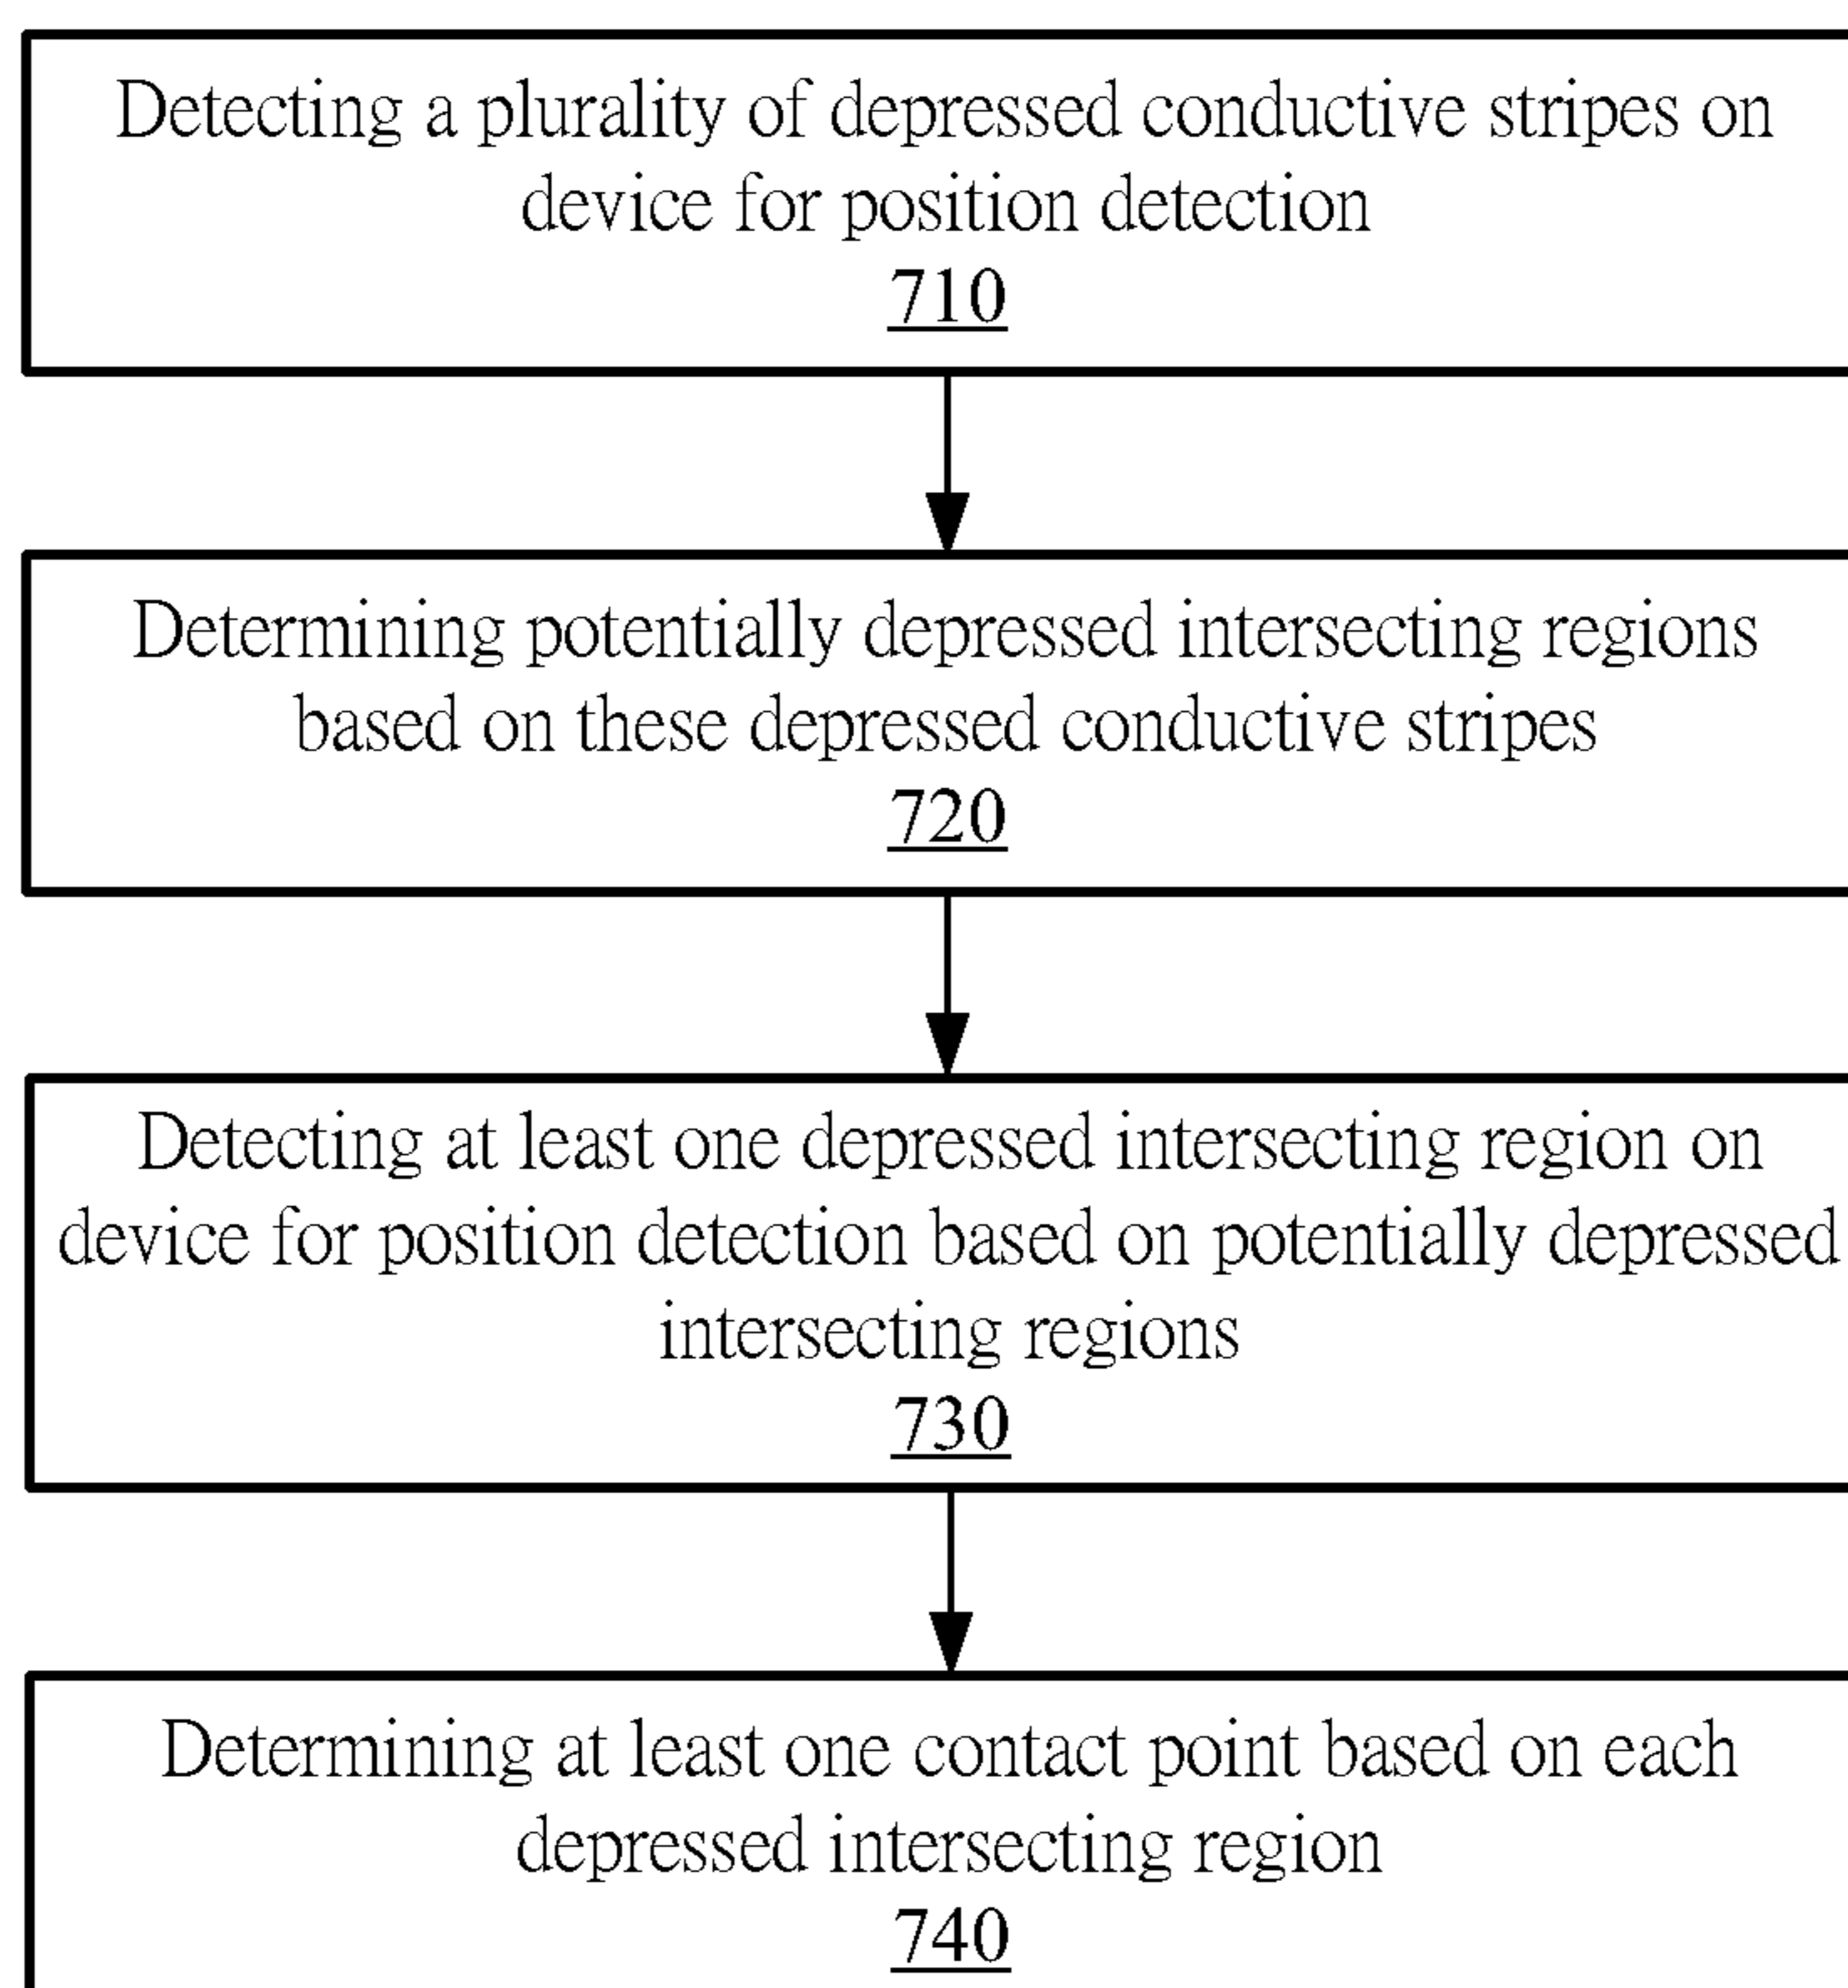 Detecting a plurality of depressed conductive stripes on
device for position detection
710
Determining potentially depressed intersecting regions
based on these depressed conductive stripes
720
Detecting at least one depressed intersecting region on
device for position detection based on potentially depressed
intersecting regions
730
Determining at least one contact point based on each
depressed intersecting region
740